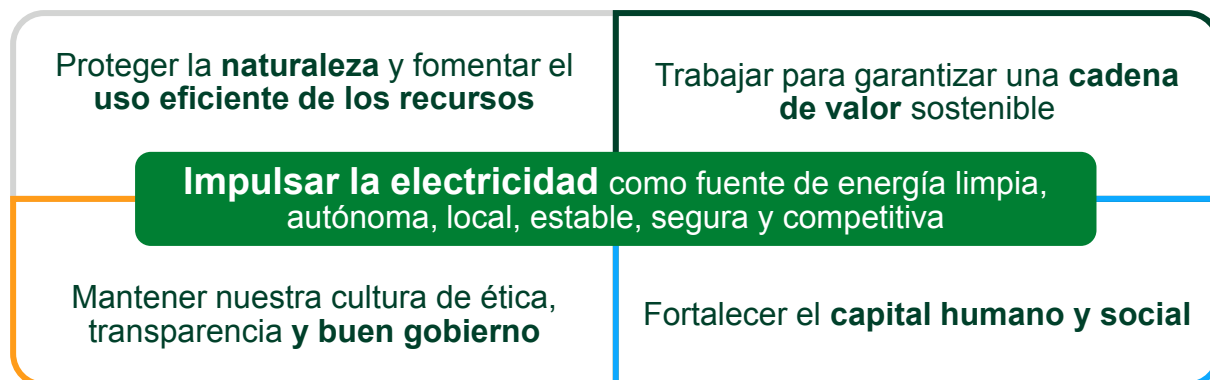 Proteger la naturaleza y fomentar el
uso eficiente de los recursos
Trabajar para garantizar una cadena
de valor sostenible
Impulsar la electricidad como fuente de energía limpia,
autónoma, local, estable, segura y competitiva
Mantener nuestra cultura de ética,
transparencia y buen gobierno
Fortalecer el capital humano y social